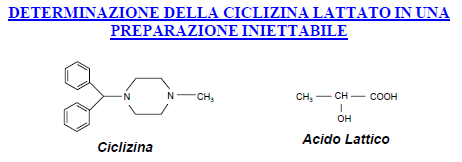 DETERMINAZIONE DELLA CICLIZINA LATTATO IN UNA
PREPARAZIONE INIETTABILE
N
N
CH3
CH3
CH
COOH
OH
Ciclizina
Acido Lattico